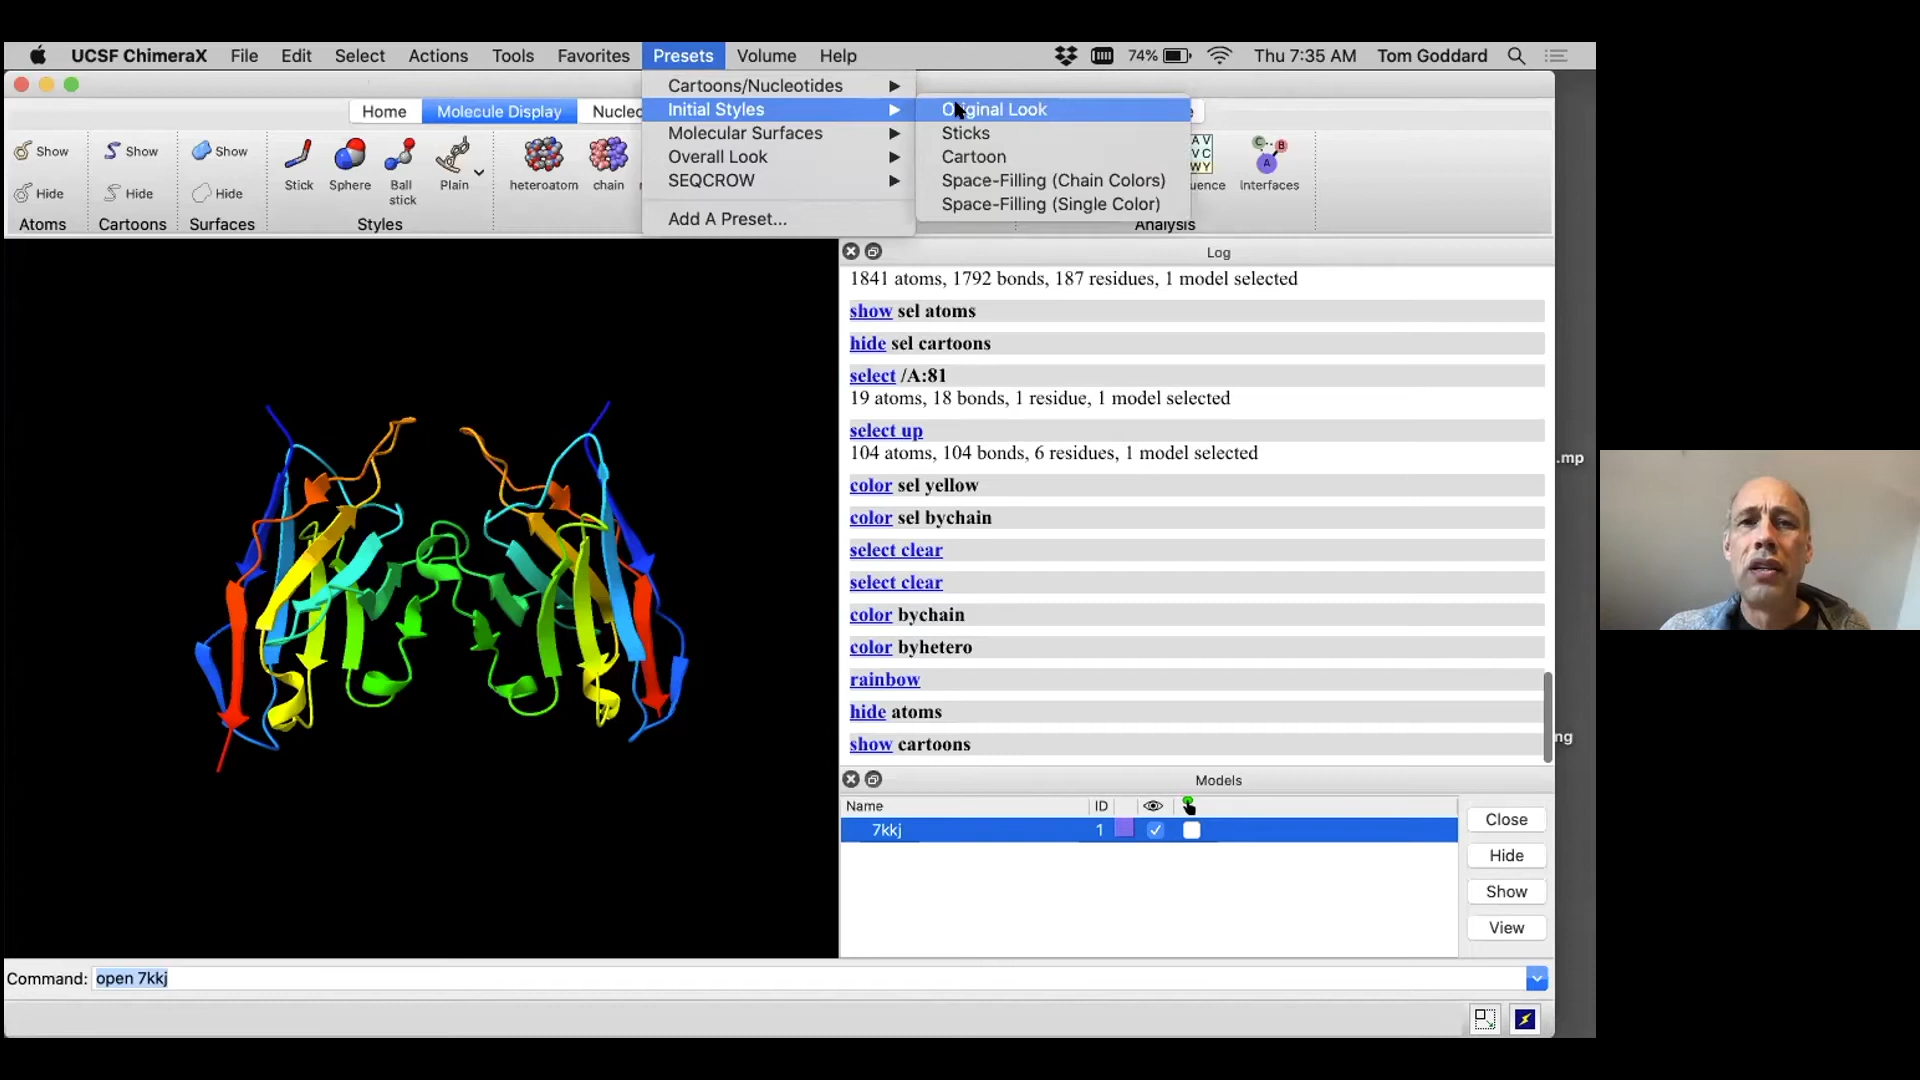 UCSF ChimeraX File Edit Select Actions Tools Favorites Presets Volume Help 74% Thu 7:35 AM Tom Goddard
Cartoons/Nucleotides
Initial Styles
Molecular Surfaces
Overall Look
SEQCROW
Add A Preset...
Original Look
Sticks
Cartoon
Space-Filling (Chain Colors)
Space-Filling (Single Color)
Home Molecule Display Nucleo
Show Show Show
Hide Hide Hide
Atoms Cartoons Surfaces
Stick Sphere Ball stick Plain
Styles
heteroatom chain
A V
V C
W Y
uence
C B
A
Interfaces
Analysis
Log
1841 atoms, 1792 bonds, 187 residues, 1 model selected
show sel atoms
hide sel cartoons
select /A:81
19 atoms, 18 bonds, 1 residue, 1 model selected
select up
104 atoms, 104 bonds, 6 residues, 1 model selected
color sel yellow
color sel bychain
select clear
select clear
color bychain
color byhetero
rainbow
hide atoms
show cartoons
.mp
ng
Models
Name ID
7kkj 1
Close
Hide
Show
View
Command: open 7kkj